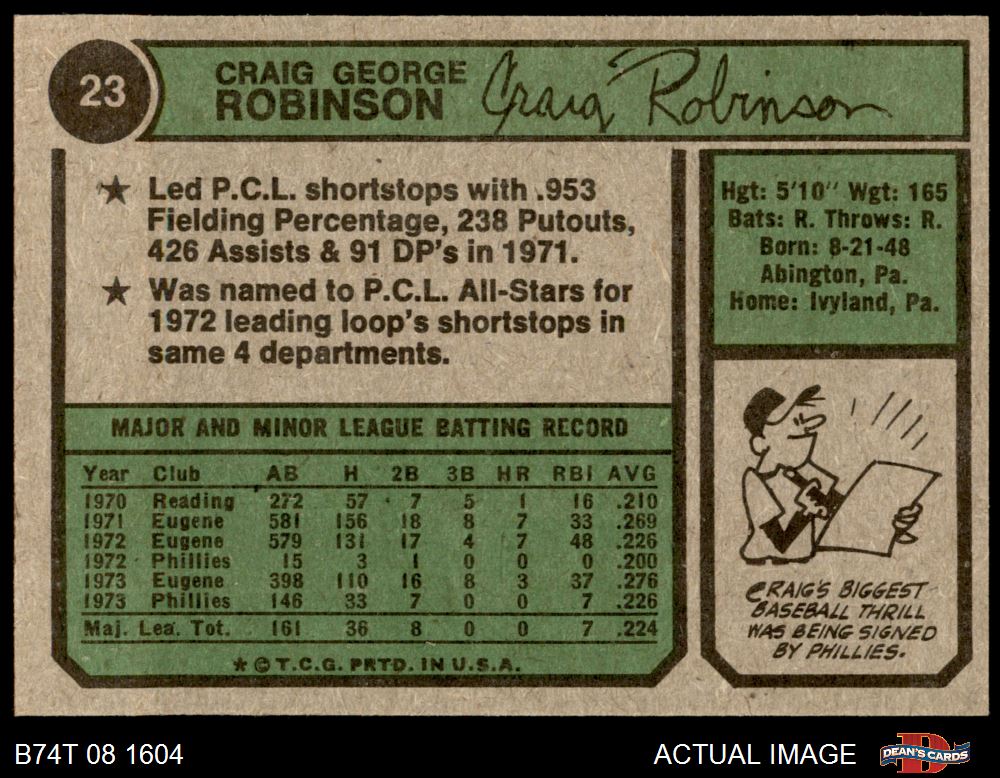 23
CRAIG GEORGE
ROBINSON
Craig Robinson
★ Led P.C.L. shortstops with .953
Fielding Percentage, 238 Putouts,
426 Assists & 91 DP's in 1971.
★ Was named to P.C.L. All-Stars for
1972 leading loop's shortstops in
same 4 departments.
Hgt: 5'10" Wgt: 165
Bats: R. Throws: R.
Born: 8-21-48
Abington, Pa.
Home: Ivyland, Pa.
MAJOR AND MINOR LEAGUE BATTING RECORD
Year Club AB H 2B 3B HR RBI AVG
1970 Reading 272 57 7 5 1 16 .210
1971 Eugene 581 156 18 8 7 33 .269
1972 Eugene 579 131 17 4 7 48 .226
1972 Phillies 15 3 1 0 0 0 .200
1973 Eugene 398 110 16 8 3 37 .276
1973 Phillies 146 33 7 0 0 7 .226
Maj. Lea. Tot. 161 36 8 0 0 7 .224
★ © T.C.G. PRTD. IN U.S.A.
CRAIG'S BIGGEST
BASEBALL THRILL
WAS BEING SIGNED
BY PHILLIES.
B74T 08 1604
ACTUAL IMAGE
D
DEAN'S CARDS